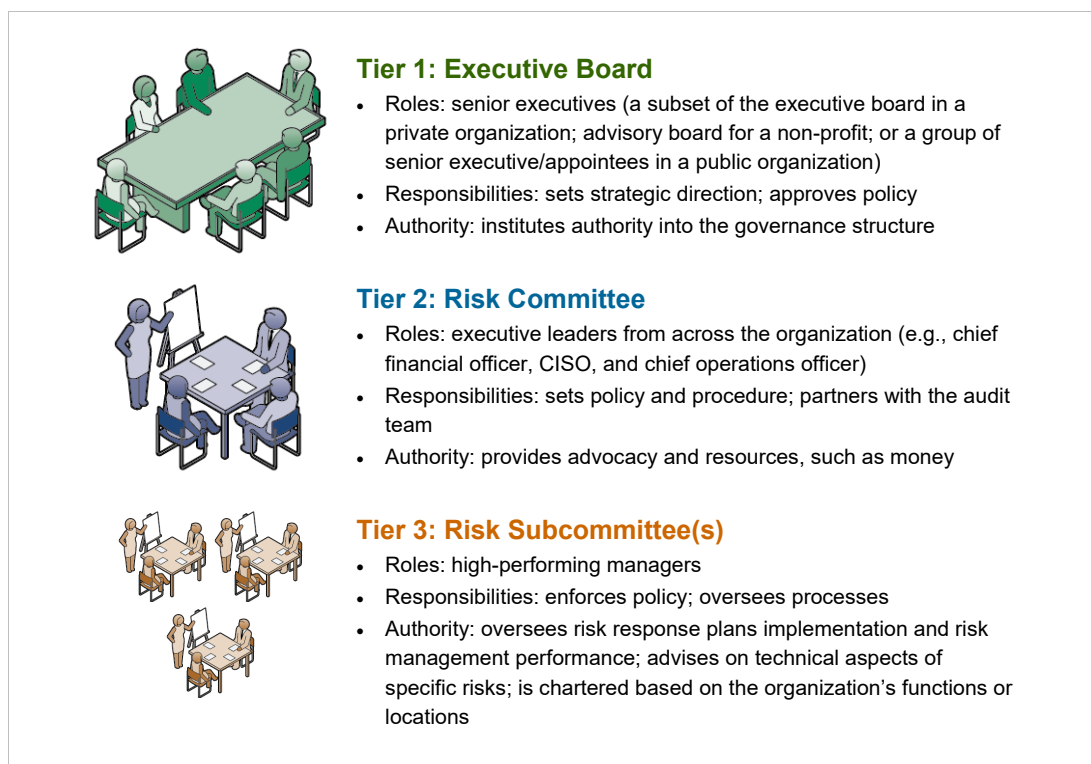 Tier 1: Executive Board
• Roles: senior executives (a subset of the executive board in a
private organization; advisory board for a non-profit; or a group of
senior executive/appointees in a public organization)
• Responsibilities: sets strategic direction; approves policy
• Authority: institutes authority into the governance structure
Tier 2: Risk Committee
• Roles: executive leaders from across the organization (e.g., chief
financial officer, CISO, and chief operations officer)
• Responsibilities: sets policy and procedure; partners with the audit
team
• Authority: provides advocacy and resources, such as money
Tier 3: Risk Subcommittee(s)
• Roles: high-performing managers
• Responsibilities: enforces policy; oversees processes
• Authority: oversees risk response plans implementation and risk
management performance; advises on technical aspects of
specific risks; is chartered based on the organization’s functions or
locations